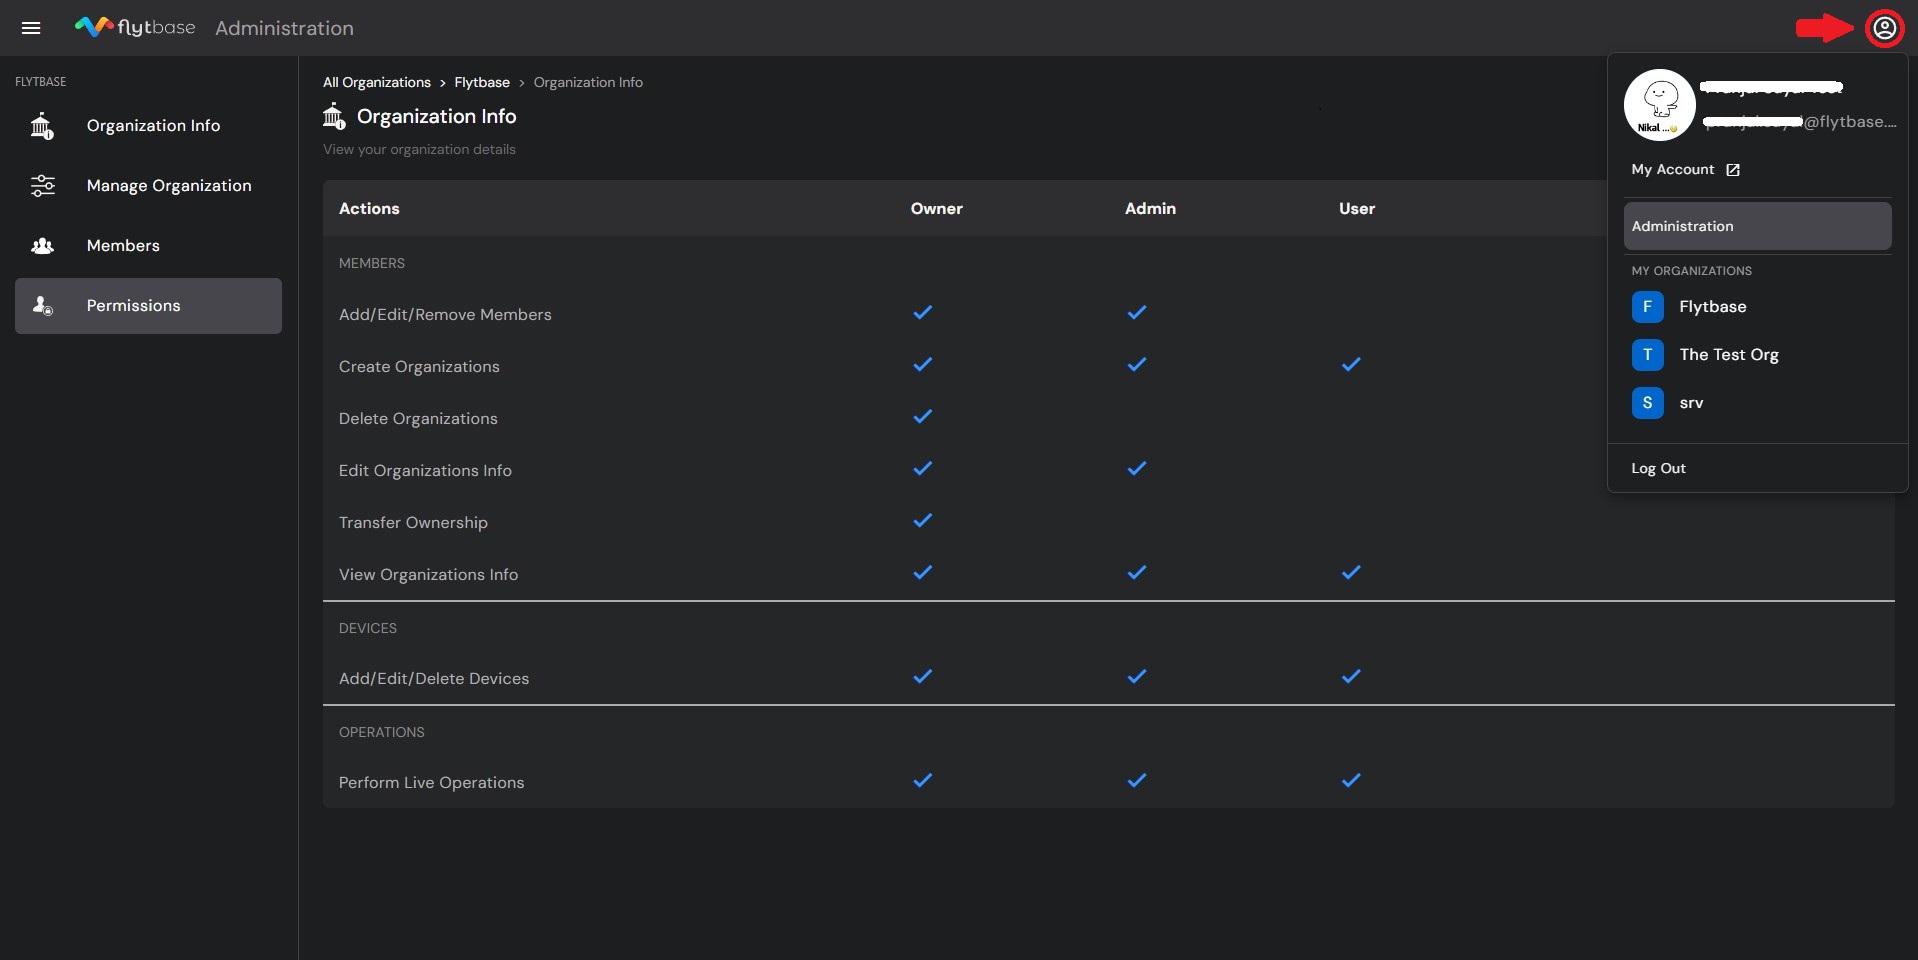 flytbase Administration
FLYTBASE
Organization Info
Manage Organization
Members
Permissions
All Organizations > Flytbase > Organization Info
Organization Info
View your organization details
Actions Owner Admin User
MEMBERS
Add/Edit/Remove Members
Create Organizations
Delete Organizations
Edit Organizations Info
Transfer Ownership
View Organizations Info
DEVICES
Add/Edit/Delete Devices
OPERATIONS
Perform Live Operations
Nikal ...
@flytbase....
My Account
Administration
MY ORGANIZATIONS
F Flytbase
T The Test Org
S srv
Log Out